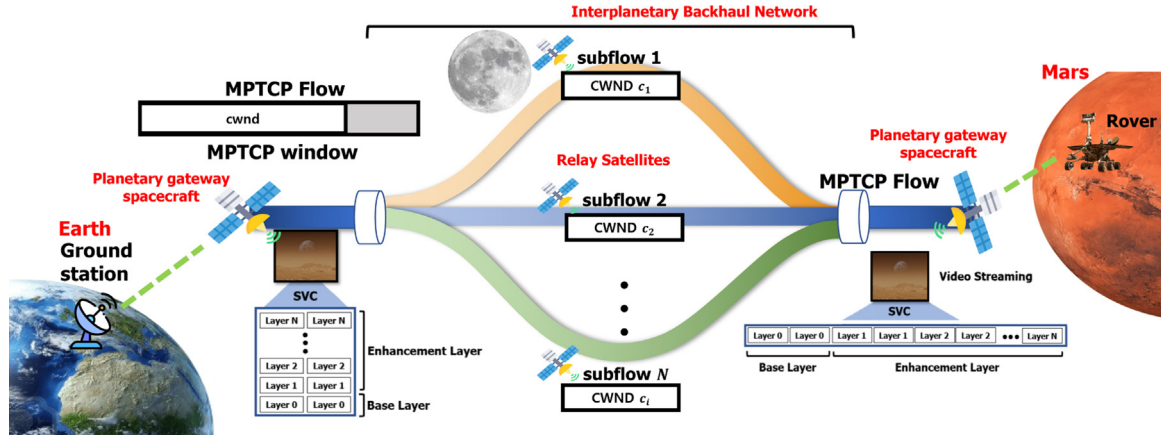 Interplanetary Backhaul Network
subflow 1
CWND c₁
MPTCP Flow
cwnd
MPTCP window
Planetary gateway
spacecraft
Earth
Ground
station
SVC
Layer N Layer N
Layer 2 Layer 2
Layer 1 Layer 1
Layer 0 Layer 0
Enhancement Layer
Base Layer
Relay Satellites
subflow 2
CWND c₂
subflow N
CWND cᵢ
Mars
Rover
Planetary gateway
spacecraft
MPTCP Flow
Video Streaming
SVC
Layer 0 Layer 0 Layer 1 Layer 1 Layer 2 Layer 2 ••• Layer N
Base Layer
Enhancement Layer